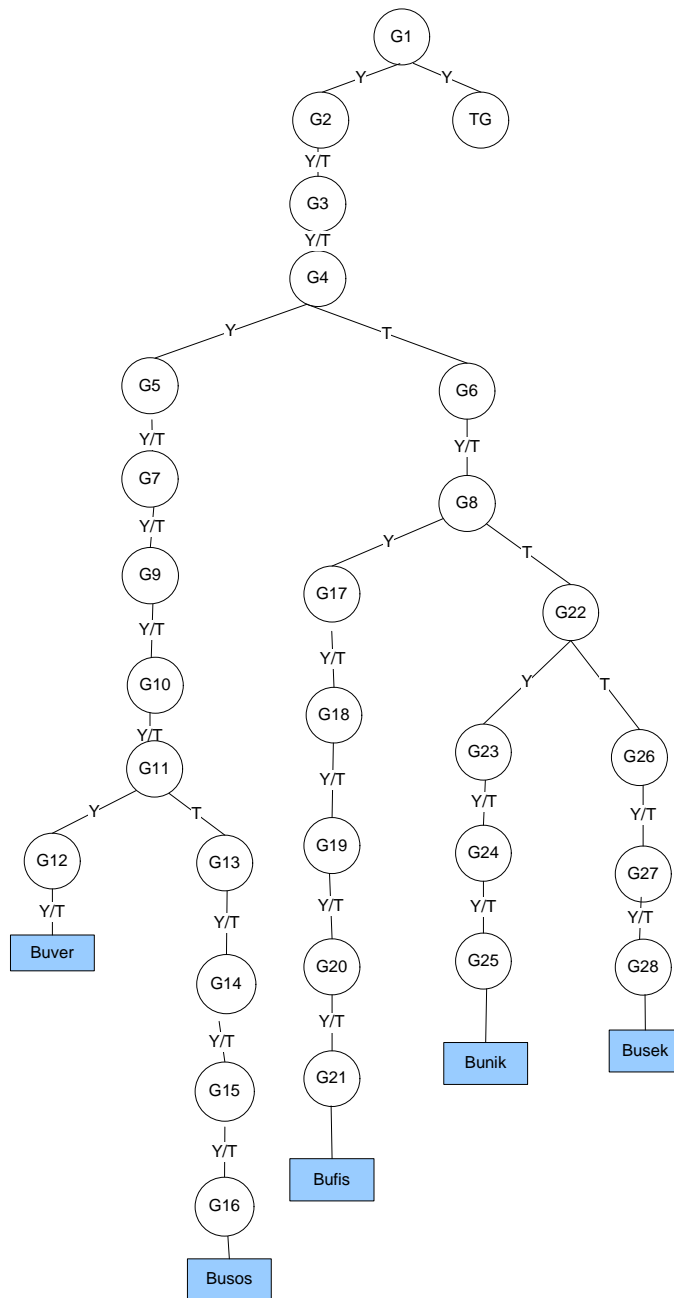 G1
Y
Y
G2
TG
Y/T
G3
Y/T
G4
Y
T
G5
G6
Y/T
Y/T
G7
G8
Y/T
Y
T
G9
G17
G22
Y/T
Y/T
Y
T
G10
G18
Y/T
G23
G26
G11
Y/T
Y/T
Y/T
Y
T
G19
G24
G12
G13
G27
Y/T
Y/T
Y/T
Y/T
Y/T
Buver
G20
G25
G28
G14
Y/T
Y/T
Bunik
Busek
G21
G15
Y/T
Bufis
G16
Busos